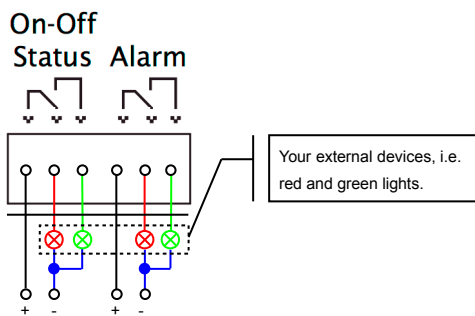 On-Off
Status Alarm
Your external devices, i.e.
red and green lights.
+ - + -